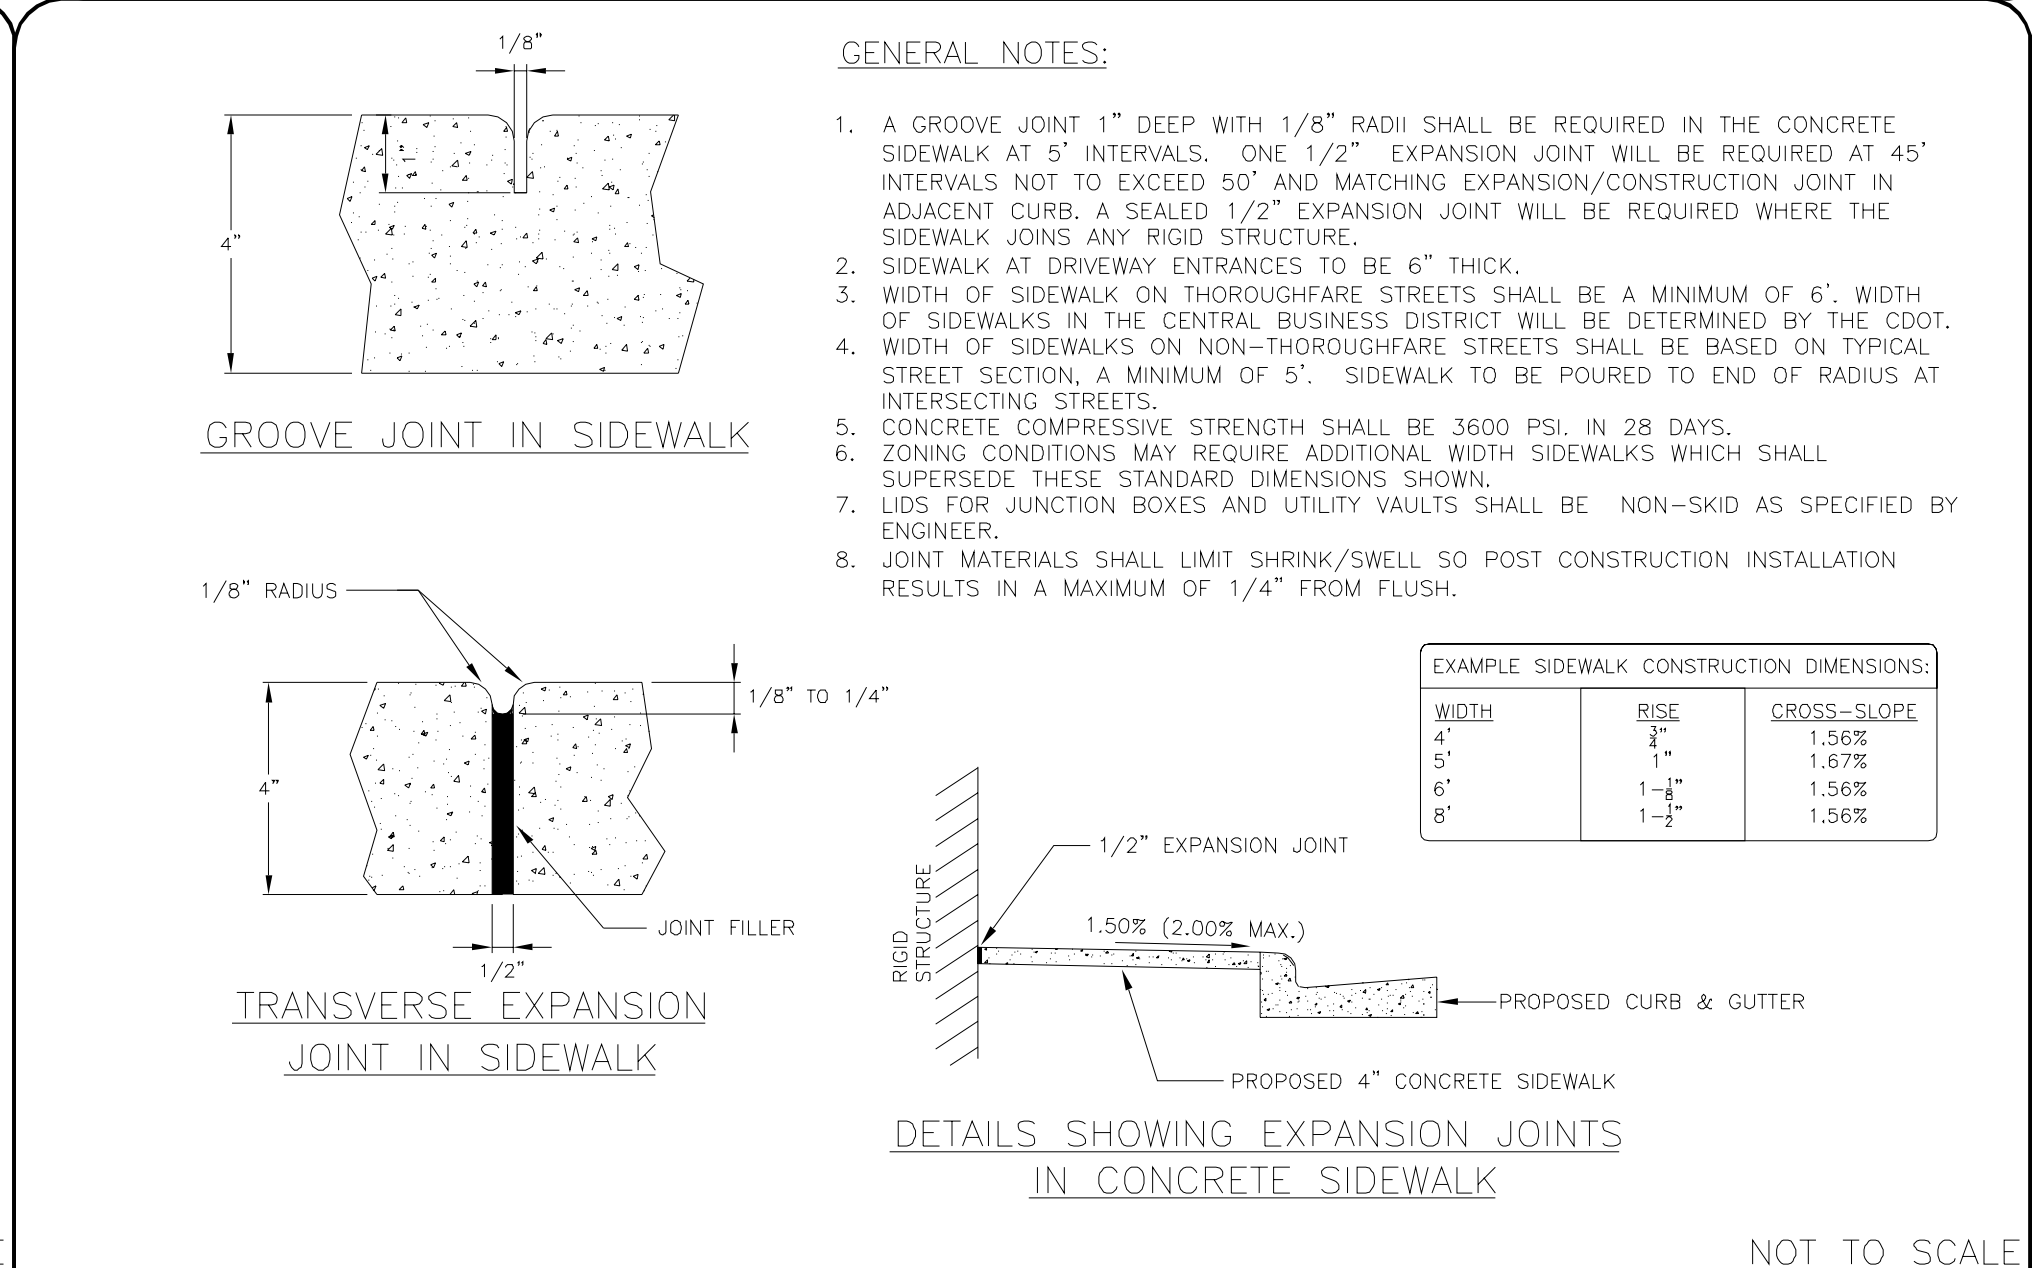 1/8"
1"
4"
GROOVE JOINT IN SIDEWALK
GENERAL NOTES:
1. A GROOVE JOINT 1" DEEP WITH 1/8" RADII SHALL BE REQUIRED IN THE CONCRETE
SIDEWALK AT 5' INTERVALS. ONE 1/2" EXPANSION JOINT WILL BE REQUIRED AT 45'
INTERVALS NOT TO EXCEED 50' AND MATCHING EXPANSION/CONSTRUCTION JOINT IN
ADJACENT CURB. A SEALED 1/2" EXPANSION JOINT WILL BE REQUIRED WHERE THE
SIDEWALK JOINS ANY RIGID STRUCTURE.
2. SIDEWALK AT DRIVEWAY ENTRANCES TO BE 6" THICK.
3. WIDTH OF SIDEWALK ON THOROUGHFARE STREETS SHALL BE A MINIMUM OF 6'. WIDTH
OF SIDEWALKS IN THE CENTRAL BUSINESS DISTRICT WILL BE DETERMINED BY THE CDOT.
4. WIDTH OF SIDEWALKS ON NON-THOROUGHFARE STREETS SHALL BE BASED ON TYPICAL
STREET SECTION, A MINIMUM OF 5'. SIDEWALK TO BE POURED TO END OF RADIUS AT
INTERSECTING STREETS.
5. CONCRETE COMPRESSIVE STRENGTH SHALL BE 3600 PSI. IN 28 DAYS.
6. ZONING CONDITIONS MAY REQUIRE ADDITIONAL WIDTH SIDEWALKS WHICH SHALL
SUPERSEDE THESE STANDARD DIMENSIONS SHOWN.
7. LIDS FOR JUNCTION BOXES AND UTILITY VAULTS SHALL BE NON-SKID AS SPECIFIED BY
ENGINEER.
8. JOINT MATERIALS SHALL LIMIT SHRINK/SWELL SO POST CONSTRUCTION INSTALLATION
RESULTS IN A MAXIMUM OF 1/4" FROM FLUSH.
1/8" RADIUS
1/8" TO 1/4"
4"
JOINT FILLER
1/2"
TRANSVERSE EXPANSION
JOINT IN SIDEWALK
EXAMPLE SIDEWALK CONSTRUCTION DIMENSIONS:
WIDTH RISE CROSS-SLOPE
4' 3/4" 1.56%
5' 1" 1.67%
6' 1-1/8" 1.56%
8' 1-1/2" 1.56%
1/2" EXPANSION JOINT
RIGID
STRUCTURE
1.50% (2.00% MAX.)
PROPOSED CURB & GUTTER
PROPOSED 4" CONCRETE SIDEWALK
DETAILS SHOWING EXPANSION JOINTS
IN CONCRETE SIDEWALK
NOT TO SCALE